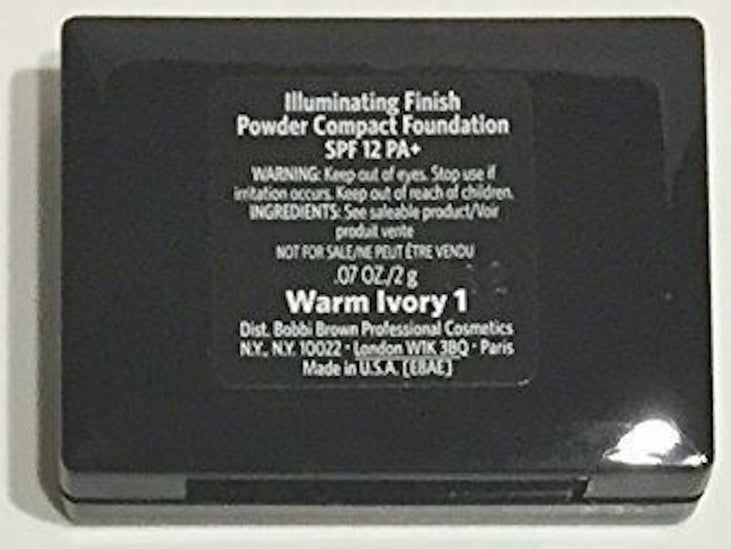 Illuminating Finish
Powder Compact Foundation
SPF 12 PA+
WARNING: Keep out of eyes. Stop use if
irritation occurs. Keep out of reach of children.
INGREDIENTS: See saleable product/Voir
produit vente
NOT FOR SALE/NE PEUT ÊTRE VENDU
.07 OZ./2 g
Warm Ivory 1
Dist. Bobbi Brown Professional Cosmetics
N.Y., N.Y. 10022 · London W1K 3BQ · Paris
Made in U.S.A. [E8AE]